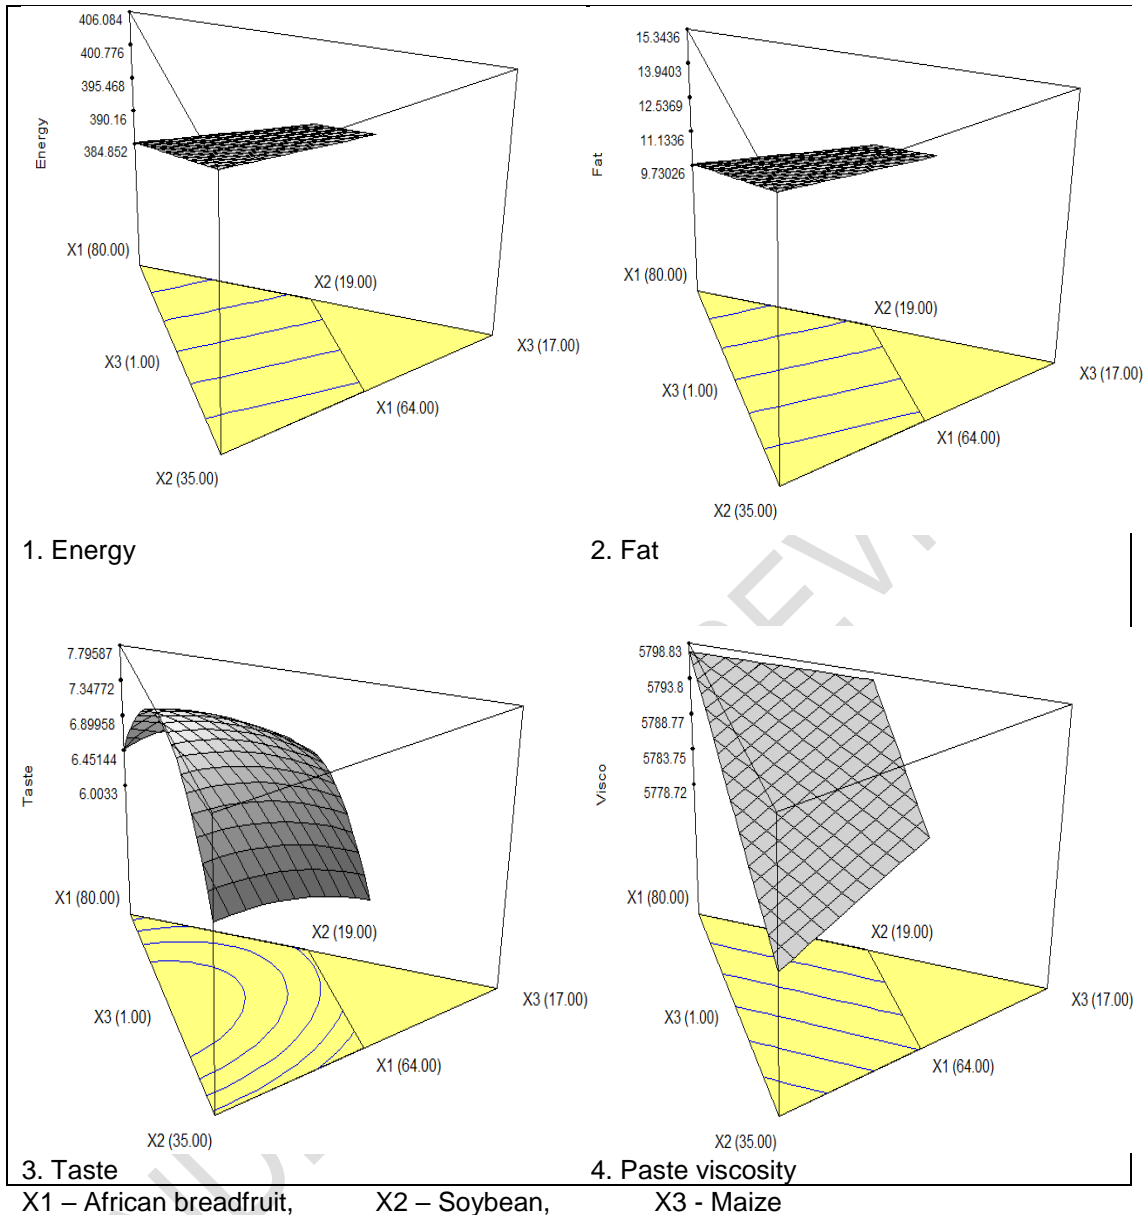 406.084
400.776
395.468
390.16
384.852
Energy
X1 (80.00)
X2 (19.00)
X3 (1.00)
X3 (17.00)
X1 (64.00)
X2 (35.00)
1. Energy
15.3436
13.9403
12.5369
11.1336
9.73026
Fat
X1 (80.00)
X2 (19.00)
X3 (1.00)
X3 (17.00)
X1 (64.00)
X2 (35.00)
2. Fat
7.79587
7.34772
6.89958
6.45144
6.0033
Taste
X1 (80.00)
X2 (19.00)
X3 (1.00)
X3 (17.00)
X1 (64.00)
X2 (35.00)
3. Taste
5798.83
5793.8
5788.77
5783.75
5778.72
Visco
X1 (80.00)
X2 (19.00)
X3 (1.00)
X3 (17.00)
X1 (64.00)
X2 (35.00)
4. Paste viscosity
X1 – African breadfruit, X2 – Soybean, X3 - Maize